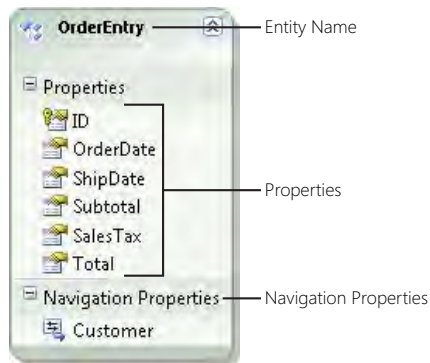 OrderEntry Entity Name
Properties
ID
OrderDate
ShipDate
Subtotal Properties
SalesTax
Total
Navigation Properties Navigation Properties
Customer